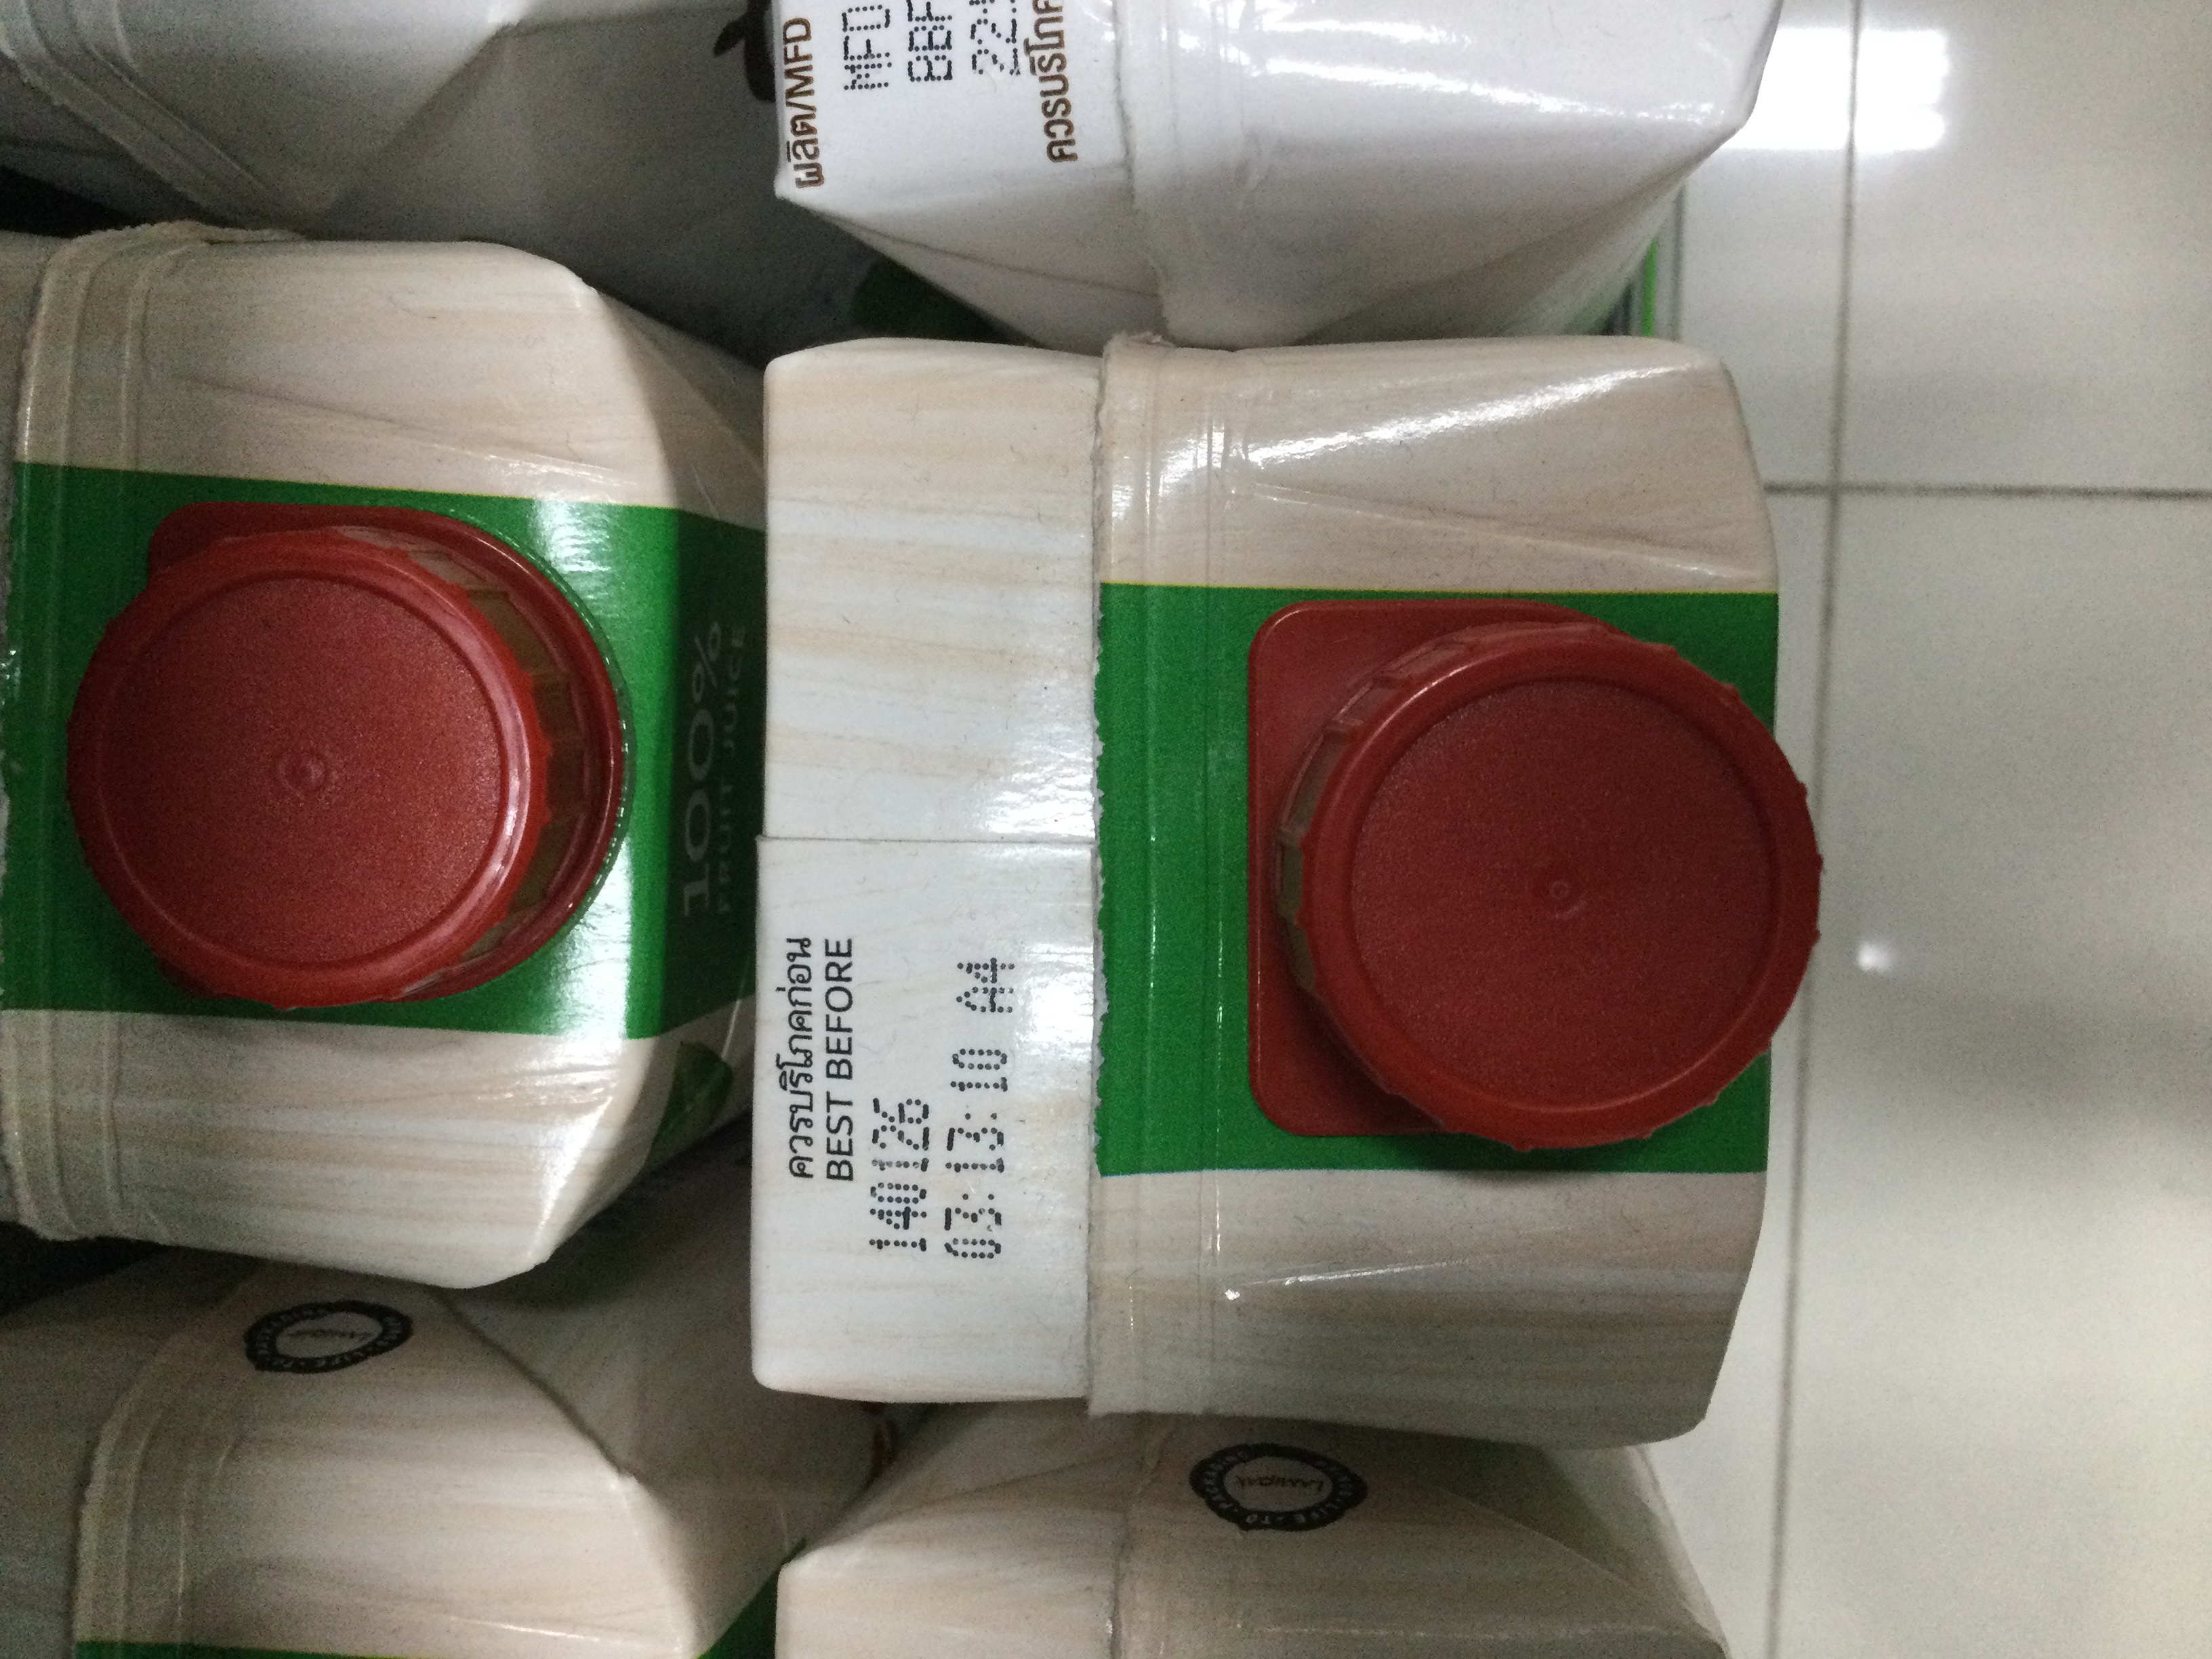 ผลิต/MFD
MFD
BBF
22
ควรบริโภค
100%
FRUIT JUICE
ควรบริโภคก่อน
BEST BEFORE
140126
03:13:10 A4